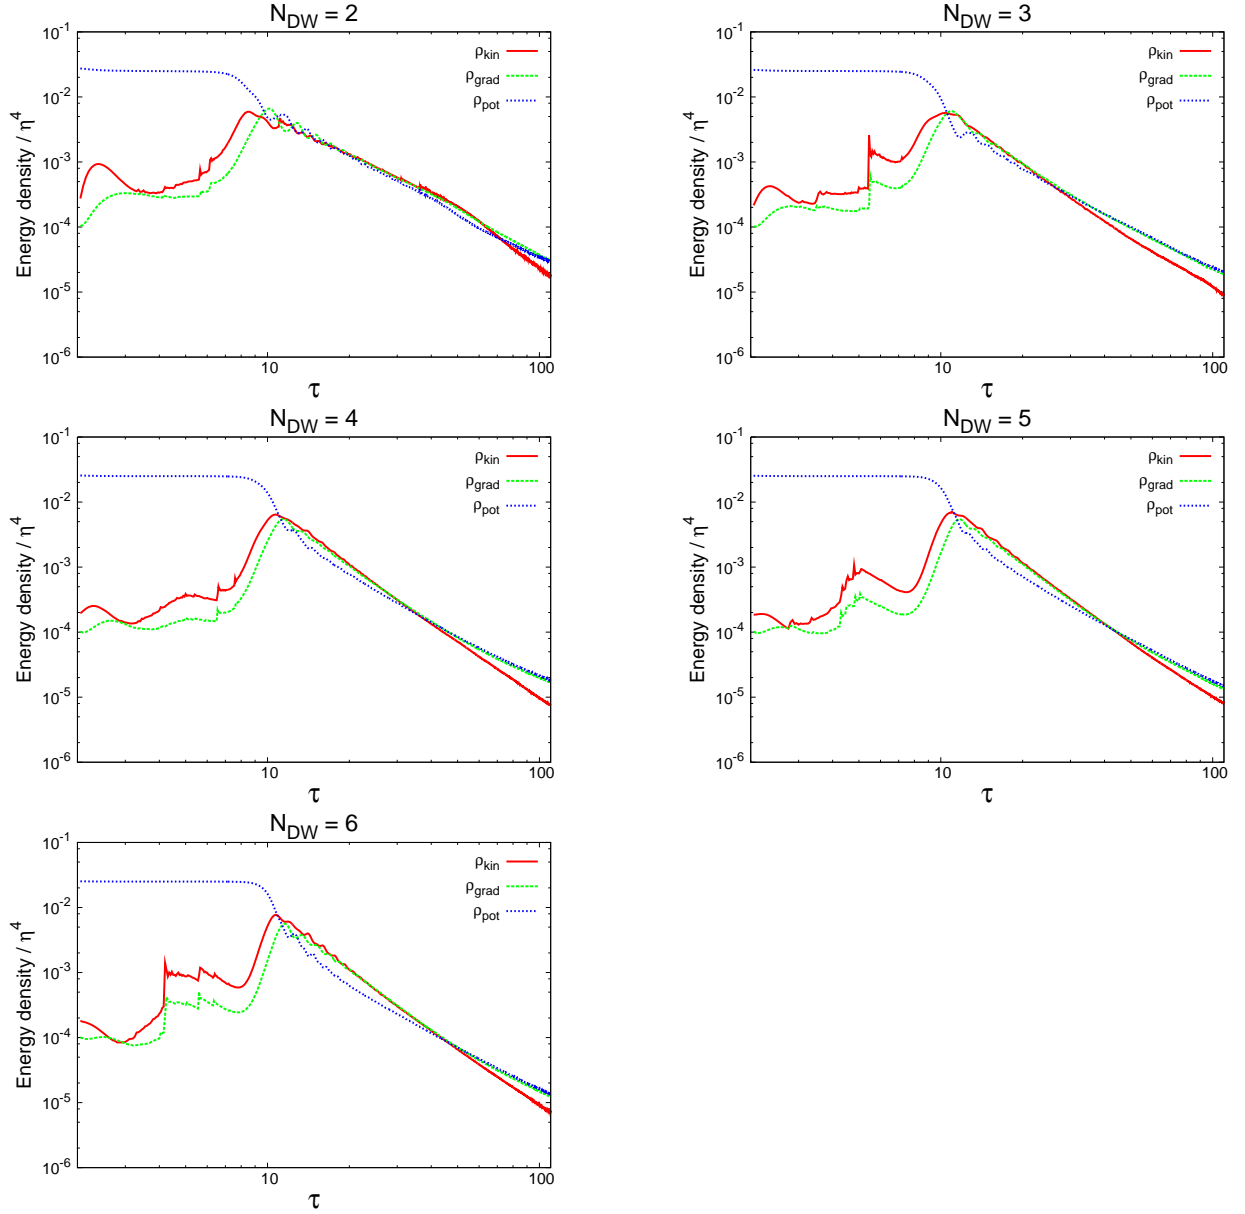 N_DW = 2
10^-1
10^-2
10^-3
10^-4
10^-5
10^-6
Energy density / η^4
ρ_kin
ρ_grad
ρ_pot
10
100
τ
N_DW = 3
10^-1
10^-2
10^-3
10^-4
10^-5
10^-6
Energy density / η^4
ρ_kin
ρ_grad
ρ_pot
10
100
τ
N_DW = 4
10^-1
10^-2
10^-3
10^-4
10^-5
10^-6
Energy density / η^4
ρ_kin
ρ_grad
ρ_pot
10
100
τ
N_DW = 5
10^-1
10^-2
10^-3
10^-4
10^-5
10^-6
Energy density / η^4
ρ_kin
ρ_grad
ρ_pot
10
100
τ
N_DW = 6
10^-1
10^-2
10^-3
10^-4
10^-5
10^-6
Energy density / η^4
ρ_kin
ρ_grad
ρ_pot
10
100
τ